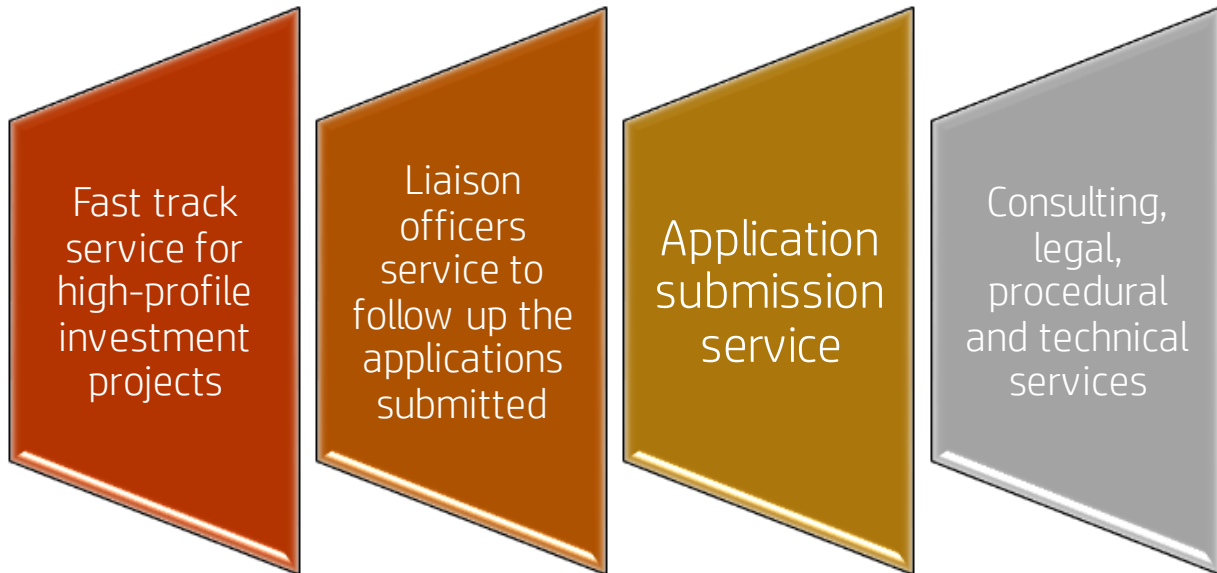 Fast track
service for
high-profile
investment
projects
Liaison
officers
service to
follow up the
applications
submitted
Application
submission
service
Consulting,
legal,
procedural
and technical
services